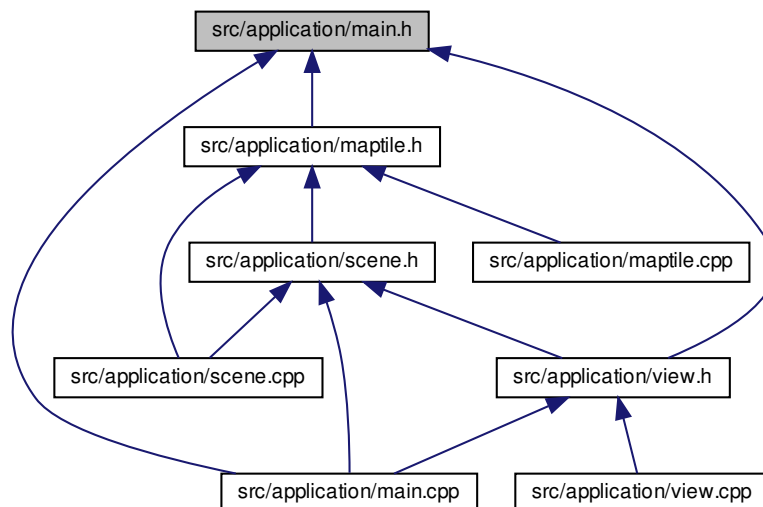 src/application/main.h
src/application/maptile.h
src/application/scene.h
src/application/maptile.cpp
src/application/scene.cpp
src/application/view.h
src/application/main.cpp
src/application/view.cpp